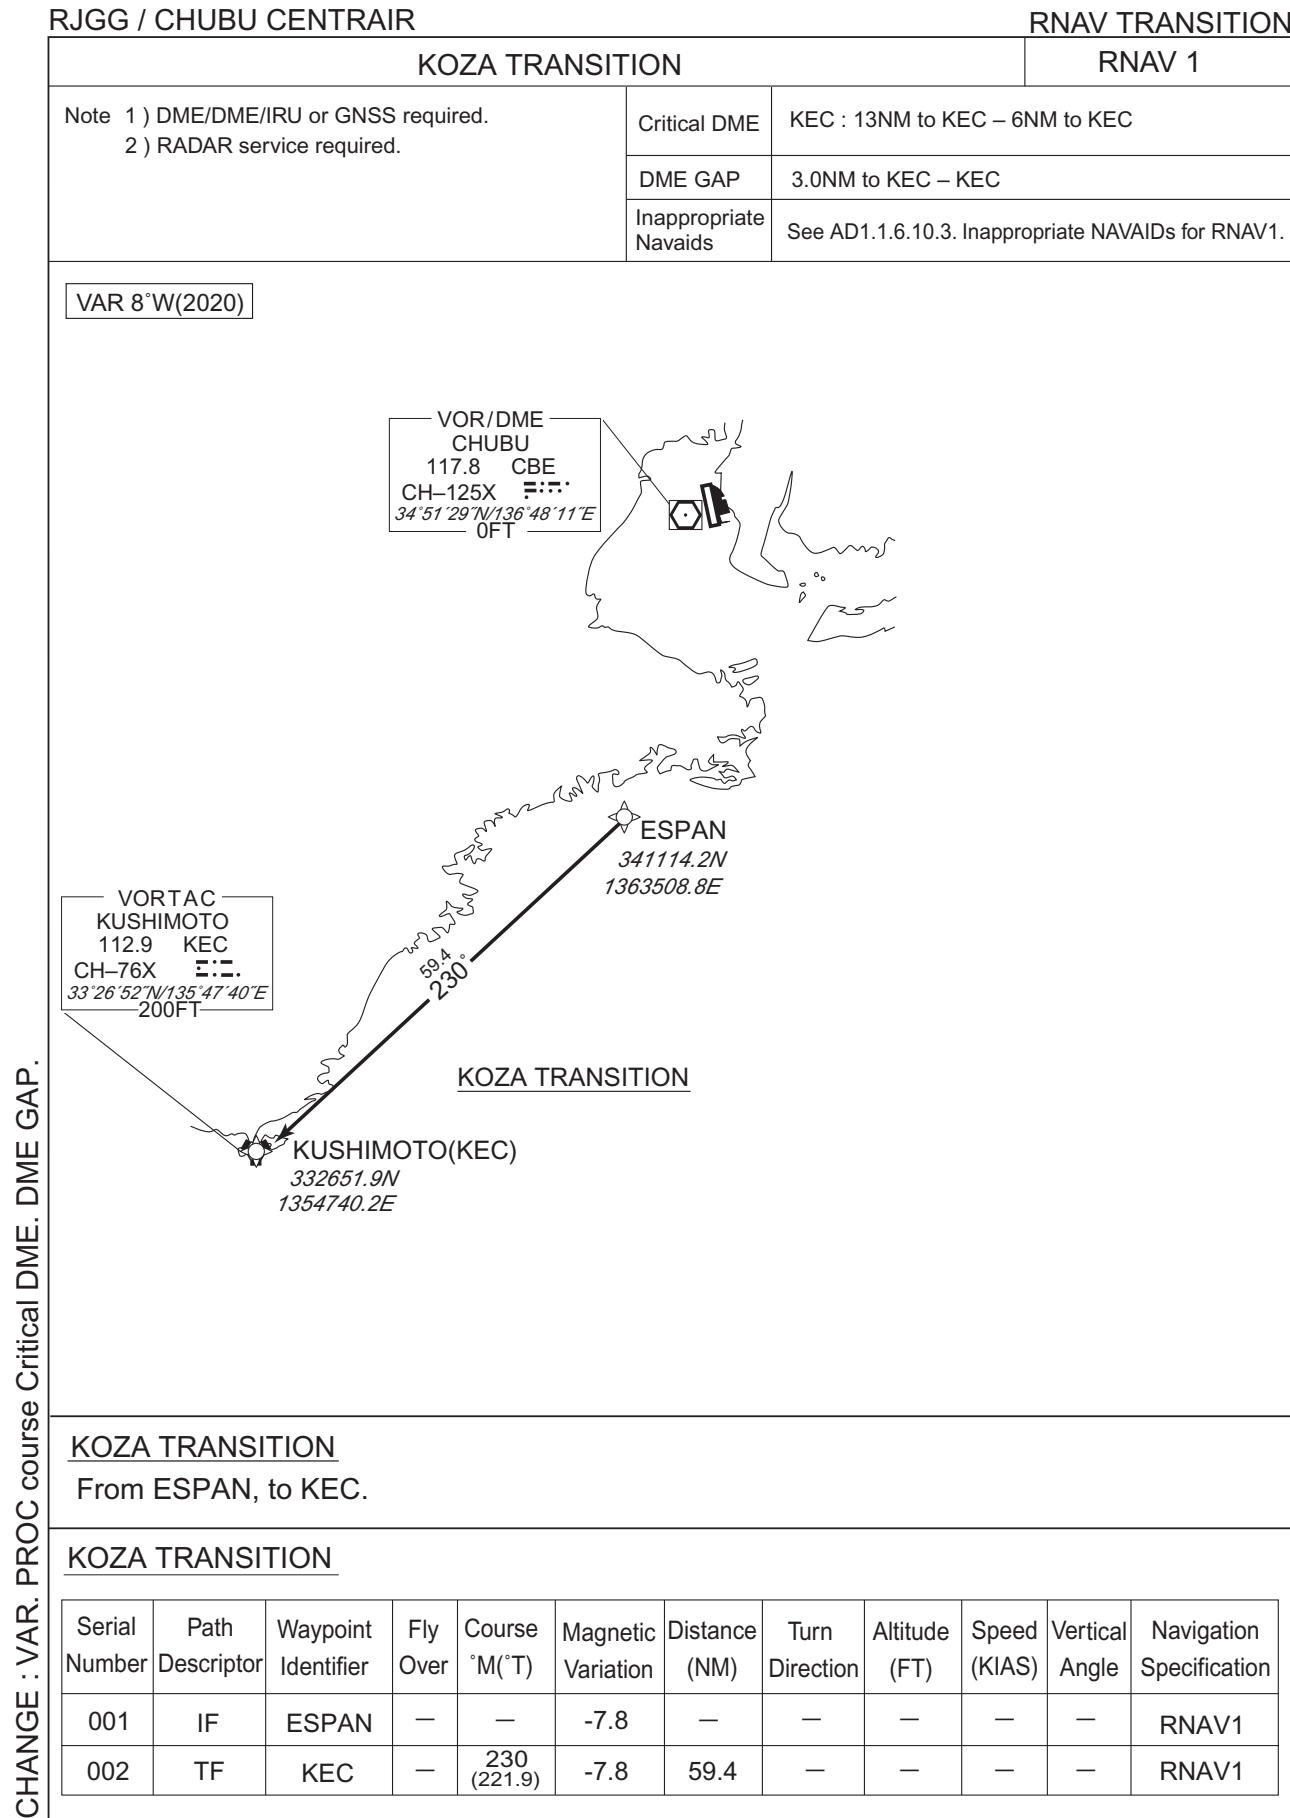 RJGG / CHUBU CENTRAIR
RNAV TRANSITION
KOZA TRANSITION
RNAV 1
Note 1 ) DME/DME/IRU or GNSS required.
2 ) RADAR service required.
Critical DME
KEC : 13NM to KEC – 6NM to KEC
DME GAP
3.0NM to KEC – KEC
Inappropriate
Navaids
See AD1.1.6.10.3. Inappropriate NAVAIDs for RNAV1.
VAR 8˚W(2020)
VOR/DME
CHUBU
117.8 CBE
CH–125X
34˚51´29˝N/136˚48´11˝E
0FT
ESPAN
341114.2N
1363508.8E
VORTAC
KUSHIMOTO
112.9 KEC
CH–76X
33˚26´52˝N/135˚47´40˝E
200FT
59.4
230˚
KOZA TRANSITION
KUSHIMOTO(KEC)
332651.9N
1354740.2E
KOZA TRANSITION
From ESPAN, to KEC.
KOZA TRANSITION
Serial Number | Path Descriptor | Waypoint Identifier | Fly Over | Course ˚M(˚T) | Magnetic Variation | Distance (NM) | Turn Direction | Altitude (FT) | Speed (KIAS) | Vertical Angle | Navigation Specification
001 | IF | ESPAN | – | – | -7.8 | – | – | – | – | – | RNAV1
002 | TF | KEC | – | 230 (221.9) | -7.8 | 59.4 | – | – | – | – | RNAV1
CHANGE : VAR. PROC course Critical DME. DME GAP.